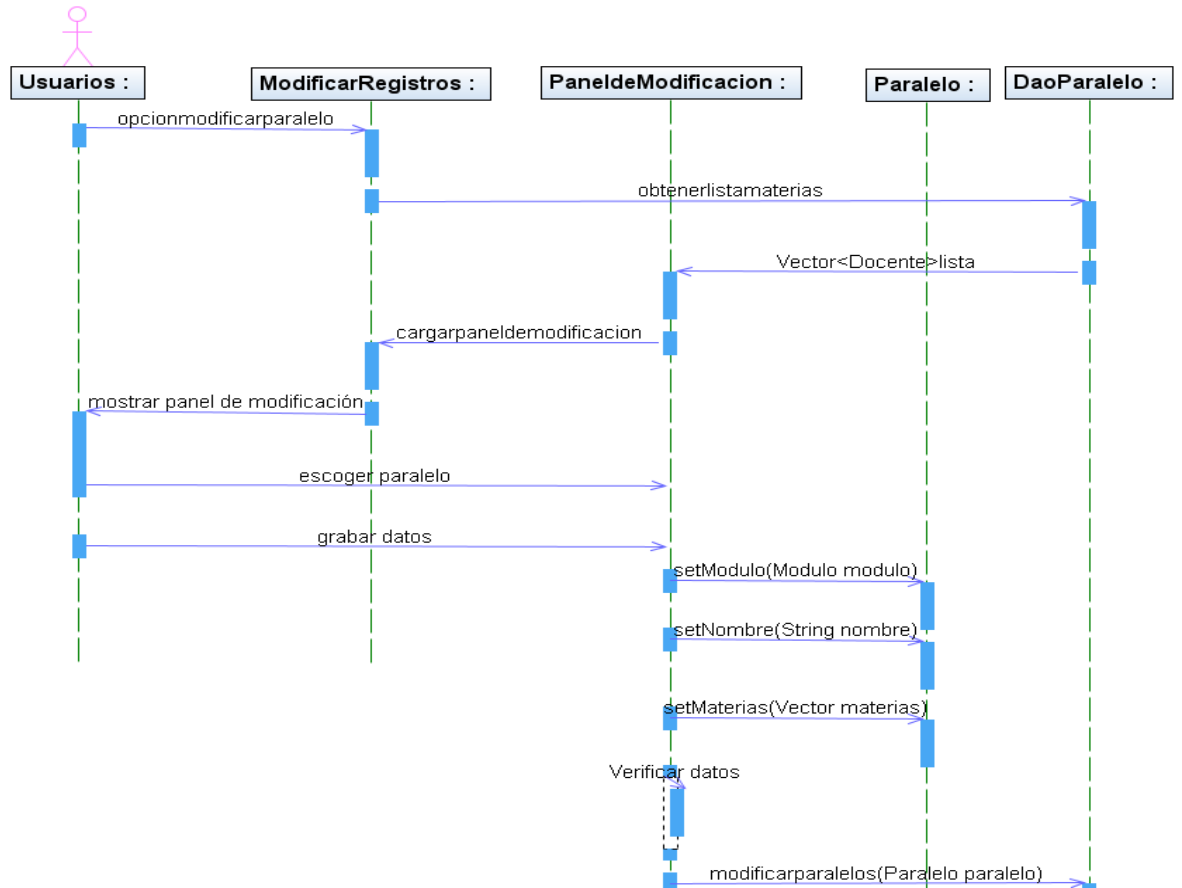 Usuarios :
ModificarRegistros :
PaneldeModificacion :
Paralelo :
DaoParalelo :
opcionmodificarparalelo
obtenerlistamaterias
Vector<Docente>lista
cargarpaneldemodificacion
mostrar panel de modificación
escoger paralelo
grabar datos
setModulo(Modulo modulo)
setNombre(String nombre)
setMaterias(Vector materias)
Verificar datos
modificarparalelos(Paralelo paralelo)